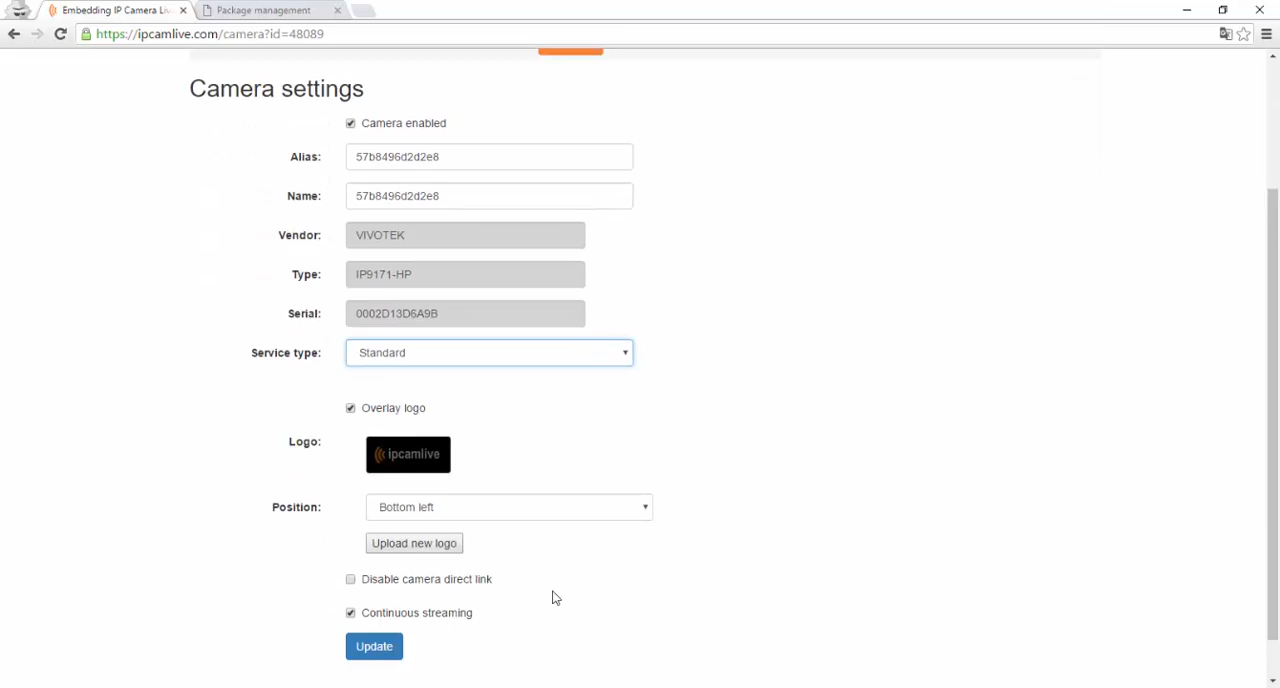 Embedding IP Camera Li
Package management
https://ipcamlive.com/camera?id=48089
Camera settings
Camera enabled
Alias: 57b8496d2d2e8
Name: 57b8496d2d2e8
Vendor: VIVOTEK
Type: IP9171-HP
Serial: 0002D13D6A9B
Service type: Standard
Overlay logo
Logo: ipcamlive
Position: Bottom left
Upload new logo
Disable camera direct link
Continuous streaming
Update